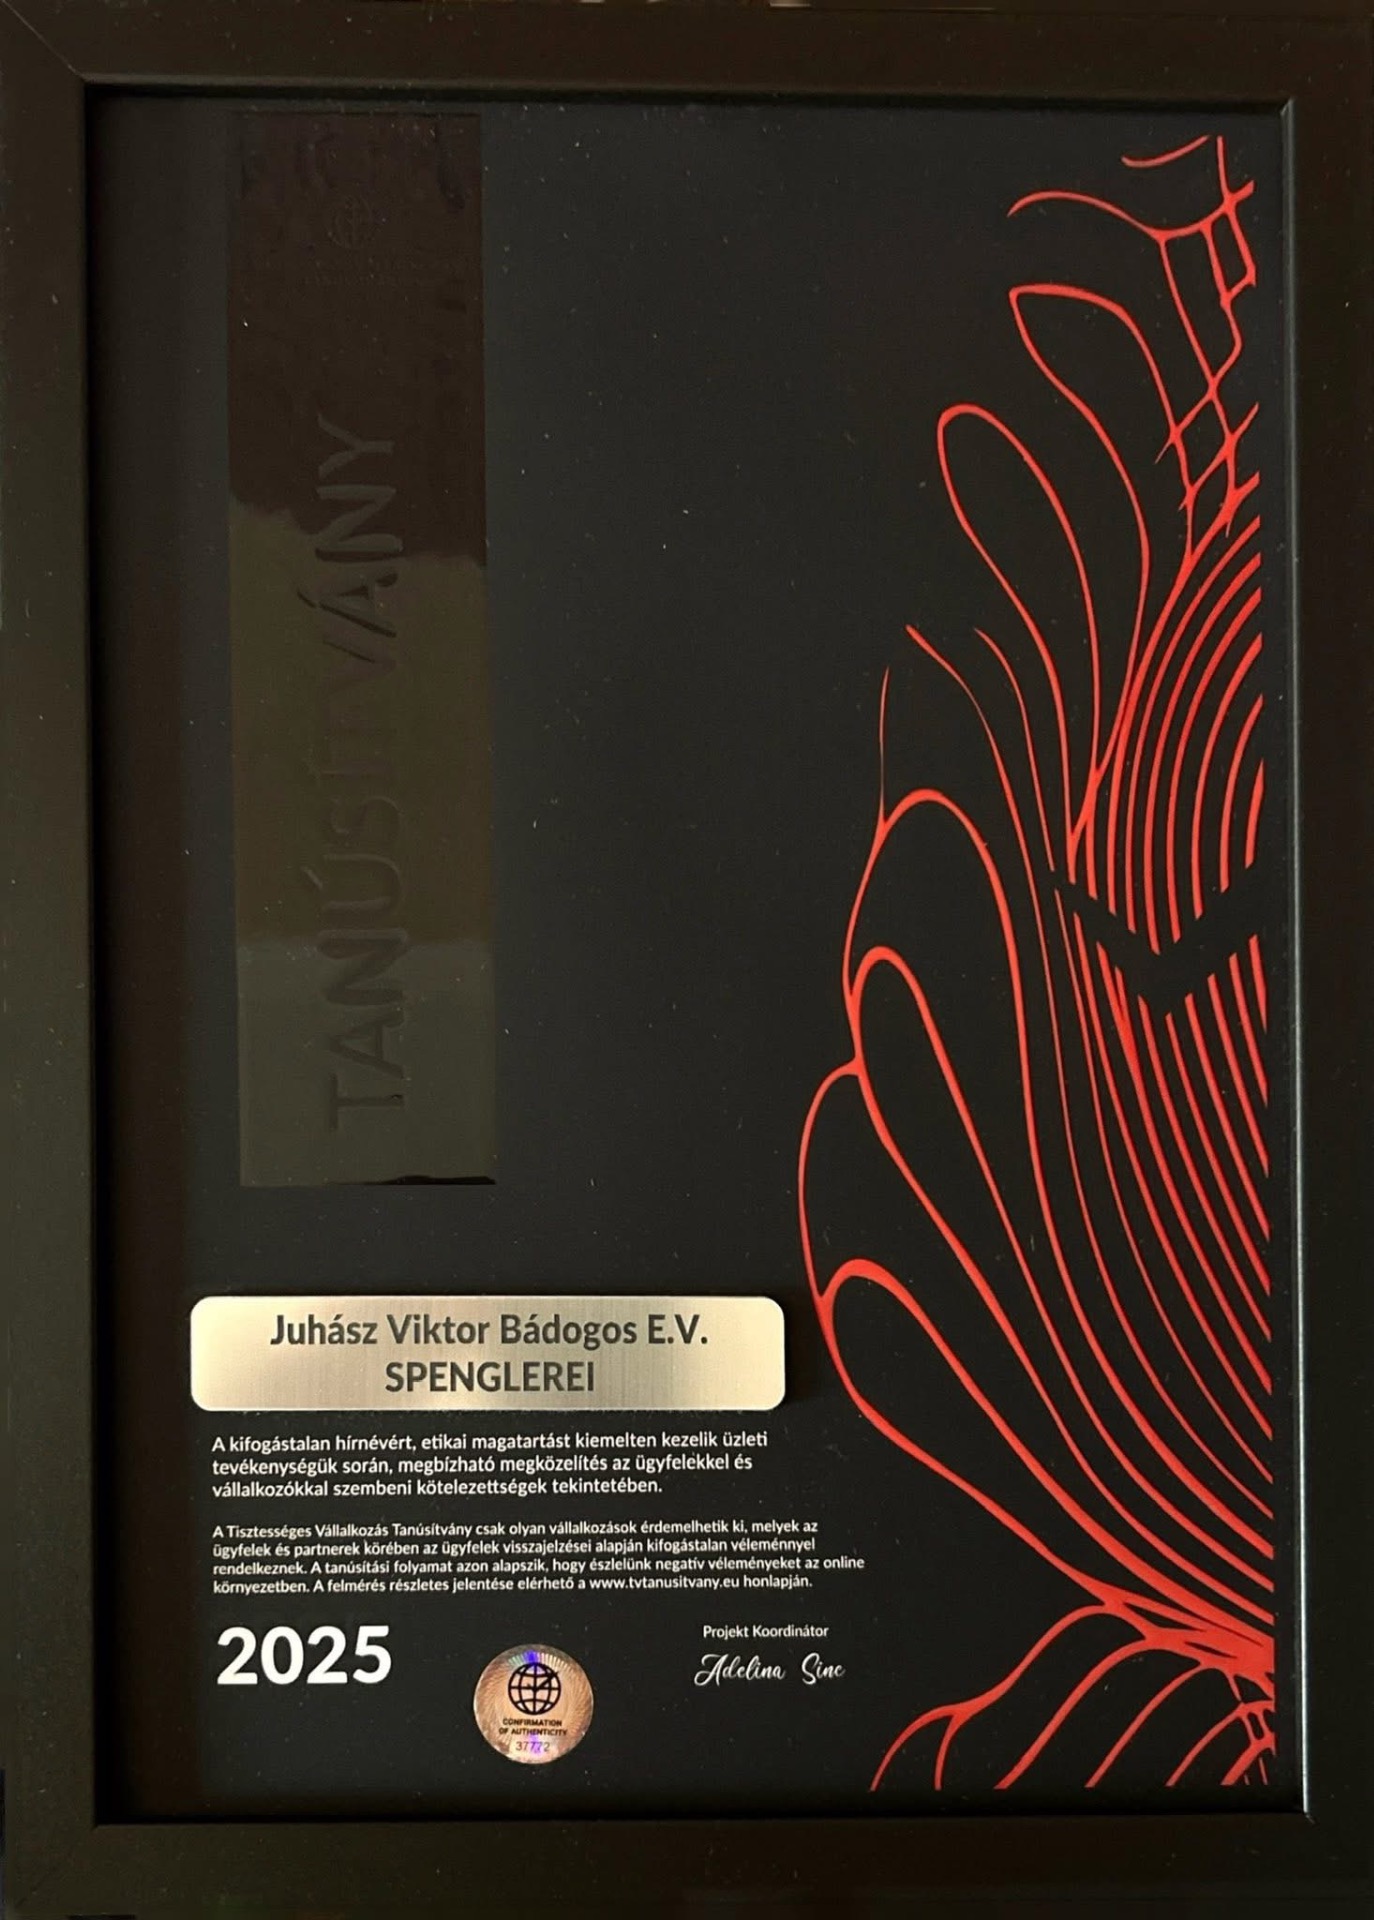 TANÚSÍTVÁNY
Juhász Viktor Bádogos E.V.
SPENGLEREI
A kifogástalan hírnévért, etikai magatartást kiemelten kezelik üzleti
tevékenységük során, megbízható megközelítés az ügyfelekkel és
vállalkozókkal szembeni kötelezettségek tekintetében.
A Tisztességes Vállalkozás Tanúsítvány csak olyan vállalkozások érdemelhetik ki, melyek az
ügyfelek és partnerek körében az ügyfelek visszajelzései alapján kifogástalan véleménnyel
rendelkeznek. A tanúsítási folyamat azon alapszik, hogy észlelünk negatív véleményeket az online
környezetben. A felmérés részletes jelentése elérhető a www.tvtanusitvany.eu honlapján.
2025
CONFIRMATION
OF AUTHENTICITY
37772
Projekt Koordinátor
Adelina Sinc